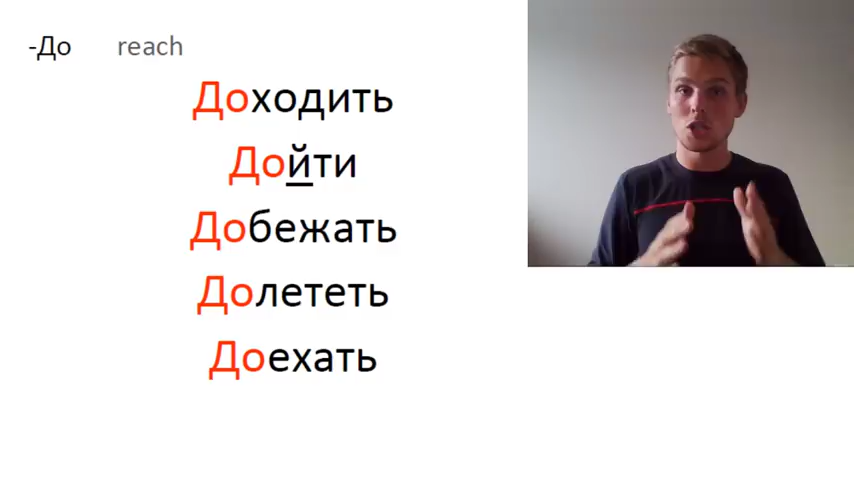 -До reach
Доходить
Дойти
Добежать
Долететь
Доехать